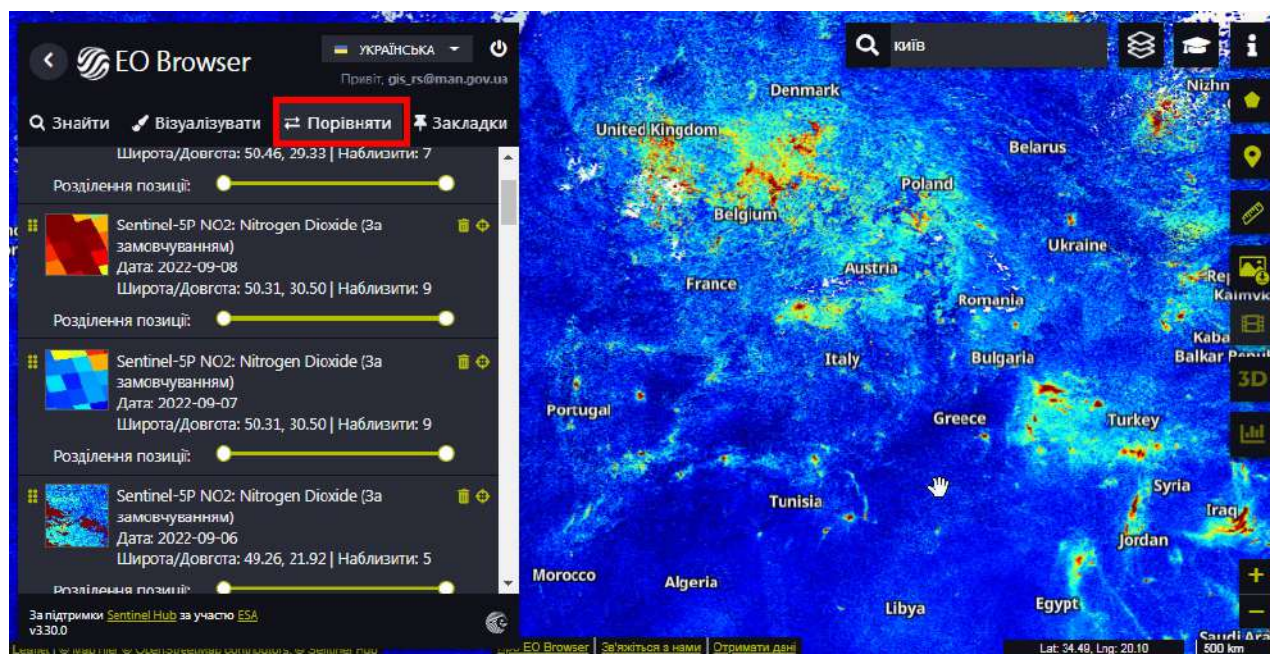 EO Browser
УКРАЇНСЬКА
Привіт, gis_rs@man.gov.ua
Знайти
Візуалізувати
Порівняти
Закладки
Широта/Довгота: 50.46, 29.33 | Наблизити: 7
Розділення позиції:
Sentinel-5P NO2: Nitrogen Dioxide (За
замовчуванням)
Дата: 2022-09-08
Широта/Довгота: 50.31, 30.50 | Наблизити: 9
Розділення позиції:
Sentinel-5P NO2: Nitrogen Dioxide (За
замовчуванням)
Дата: 2022-09-07
Широта/Довгота: 50.31, 30.50 | Наблизити: 9
Розділення позиції:
Sentinel-5P NO2: Nitrogen Dioxide (За
замовчуванням)
Дата: 2022-09-06
Широта/Довгота: 49.26, 21.92 | Наблизити: 5
Розділення позиції:
За підтримки Sentinel Hub за участю ESA
v3.30.0
київ
Denmark
Nizhn
United Kingdom
Belarus
Poland
Belgium
Ukraine
Austria
France
Romania
Rep
Kalmyk
Kaba
Italy
Bulgaria
Balkar
3D
Portugal
Greece
Turkey
Syria
Tunisia
Iraq
Jordan
Morocco
Algeria
Egypt
Libya
Saudi Ara
EO Browser
Зв'яжіться з нами
Отримати дані
Lat: 34.49, Lng: 20.10
500 km